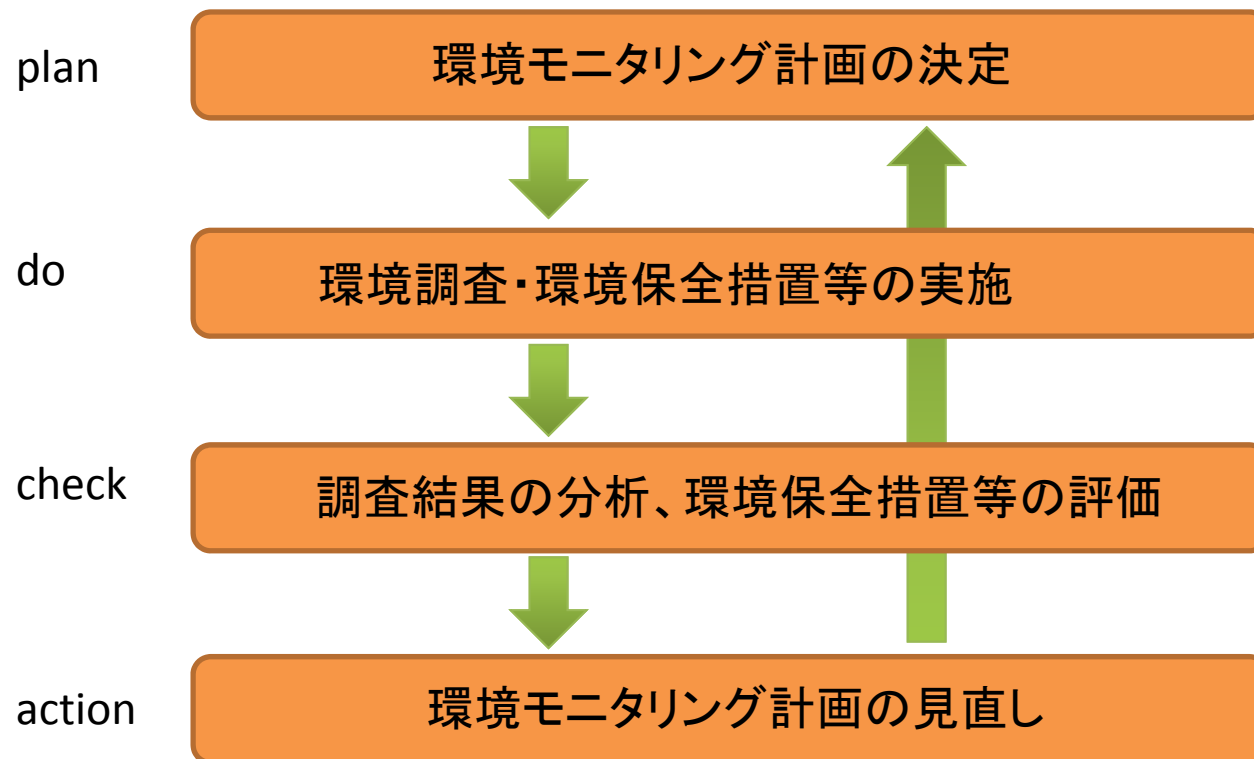 plan
環境モニタリング計画の決定
do
環境調査・環境保全措置等の実施
check
調査結果の分析、環境保全措置等の評価
action
環境モニタリング計画の見直し